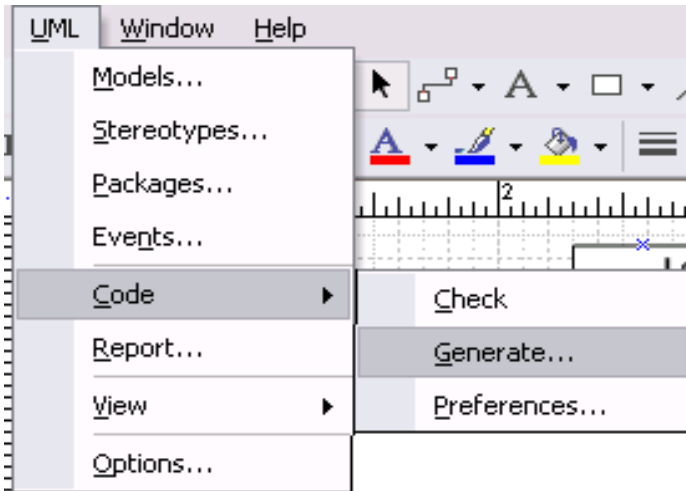 UML Window Help
Models...
A
Stereotypes...
A
Packages...
2
Events...
Code
Check
Report...
Generate...
View
Preferences...
Options...